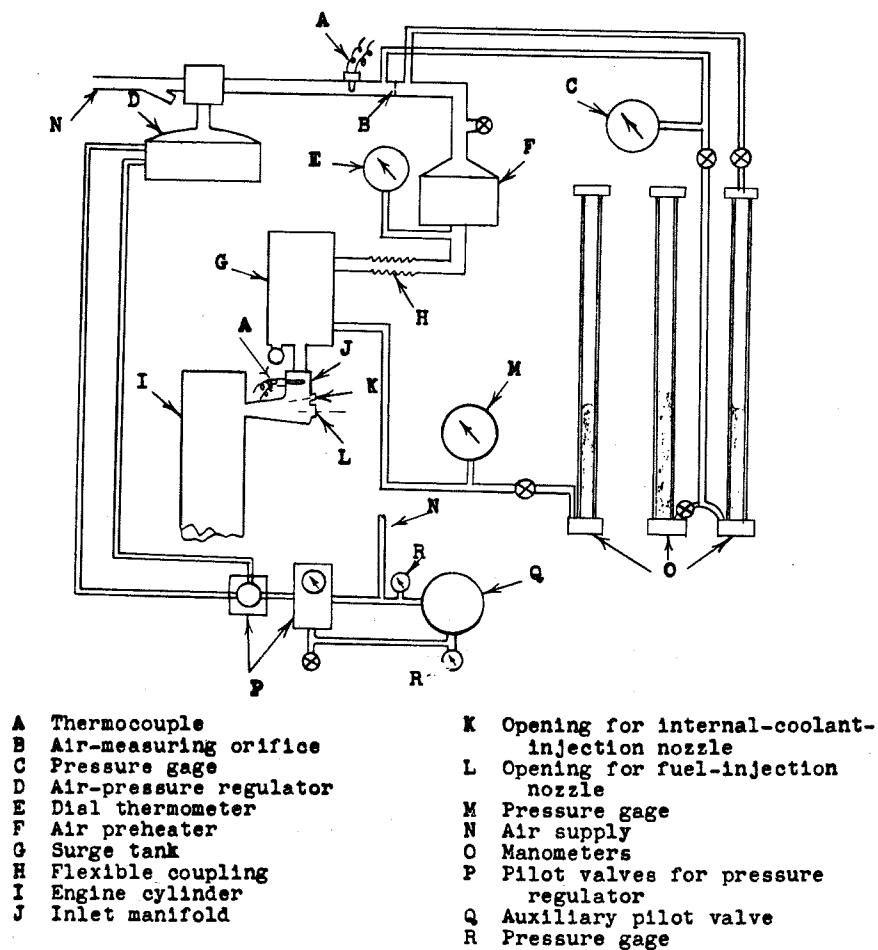 A
N
D
B
C
E
F
G
H
A
J
I
K
M
L
N
R
Q
O
P
R
A Thermocouple
B Air-measuring orifice
C Pressure gage
D Air-pressure regulator
E Dial thermometer
F Air preheater
G Surge tank
H Flexible coupling
I Engine cylinder
J Inlet manifold
K Opening for internal-coolant-
injection nozzle
L Opening for fuel-injection
nozzle
M Pressure gage
N Air supply
O Manometers
P Pilot valves for pressure
regulator
Q Auxiliary pilot valve
R Pressure gage